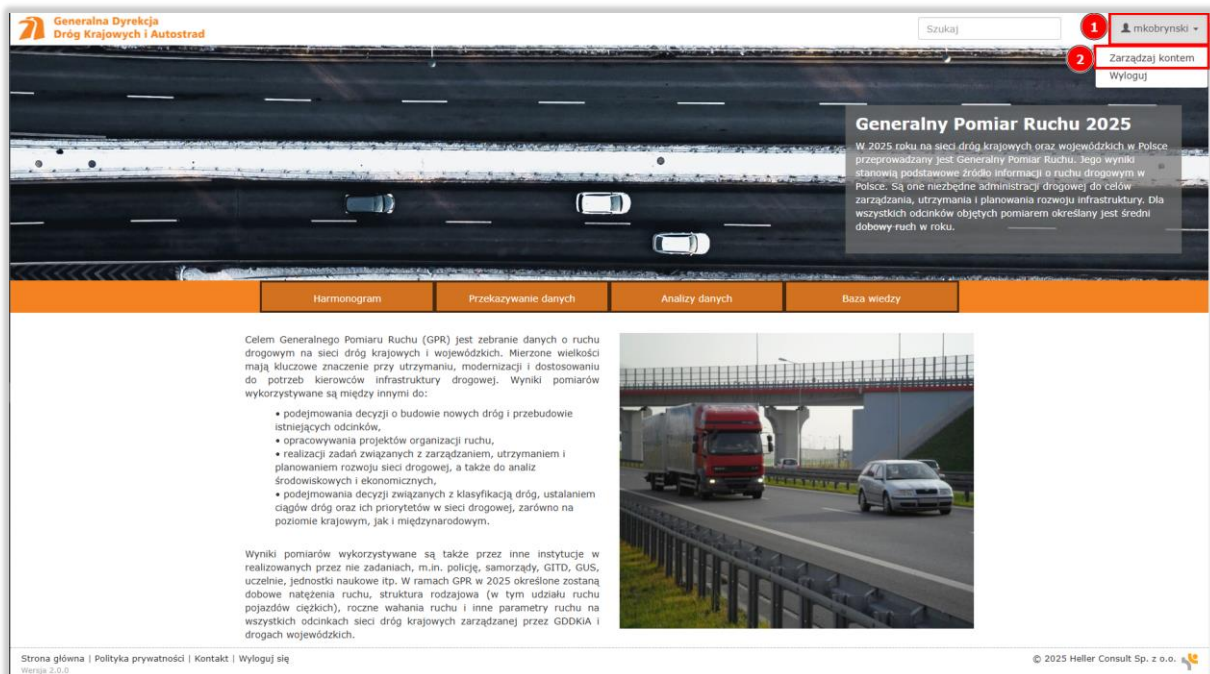 Generalna Dyrekcja
Dróg Krajowych i Autostrad
Szukaj
1
mkobrynski
2
Zarządzaj kontem
Wyloguj
Generalny Pomiar Ruchu 2025
W 2025 roku na sieci dróg krajowych oraz wojewódzkich w Polsce
przeprowadzany jest Generalny Pomiar Ruchu. Jego wyniki
stanowią podstawowe źródło informacji o ruchu drogowym w
Polsce. Są one niezbędne administracji drogowej do celów
zarządzania, utrzymania i planowania rozwoju infrastruktury. Dla
wszystkich odcinków objętych pomiarem określany jest średni
dobowy ruch w roku.
Harmonogram
Przekazywanie danych
Analizy danych
Baza wiedzy
Celem Generalnego Pomiaru Ruchu (GPR) jest zebranie danych o ruchu
drogowym na sieci dróg krajowych i wojewódzkich. Mierzone wielkości
mają kluczowe znaczenie przy utrzymaniu, modernizacji i dostosowaniu
do potrzeb kierowców infrastruktury drogowej. Wyniki pomiarów
wykorzystywane są między innymi do:
• podejmowania decyzji o budowie nowych dróg i przebudowie
istniejących odcinków,
• opracowywania projektów organizacji ruchu,
• realizacji zadań związanych z zarządzaniem, utrzymaniem i
planowaniem rozwoju sieci drogowej, a także do analiz
środowiskowych i ekonomicznych,
• podejmowania decyzji związanych z klasyfikacją dróg, ustalaniem
ciągów dróg oraz ich priorytetów w sieci drogowej, zarówno na
poziomie krajowym, jak i międzynarodowym.
Wyniki pomiarów wykorzystywane są także przez inne instytucje w
realizowanych przez nie zadaniach, m.in. policję, samorządy, GITD, GUS,
uczelnie, jednostki naukowe itp. W ramach GPR w 2025 określone zostaną
dobowe natężenia ruchu, struktura rodzajowa (w tym udziału ruchu
pojazdów ciężkich), roczne wahania ruchu i inne parametry ruchu na
wszystkich odcinkach sieci dróg krajowych zarządzanej przez GDDKiA i
drogach wojewódzkich.
Strona główna | Polityka prywatności | Kontakt | Wyloguj się
Wersja 2.0.0
© 2025 Heller Consult Sp. z o.o.